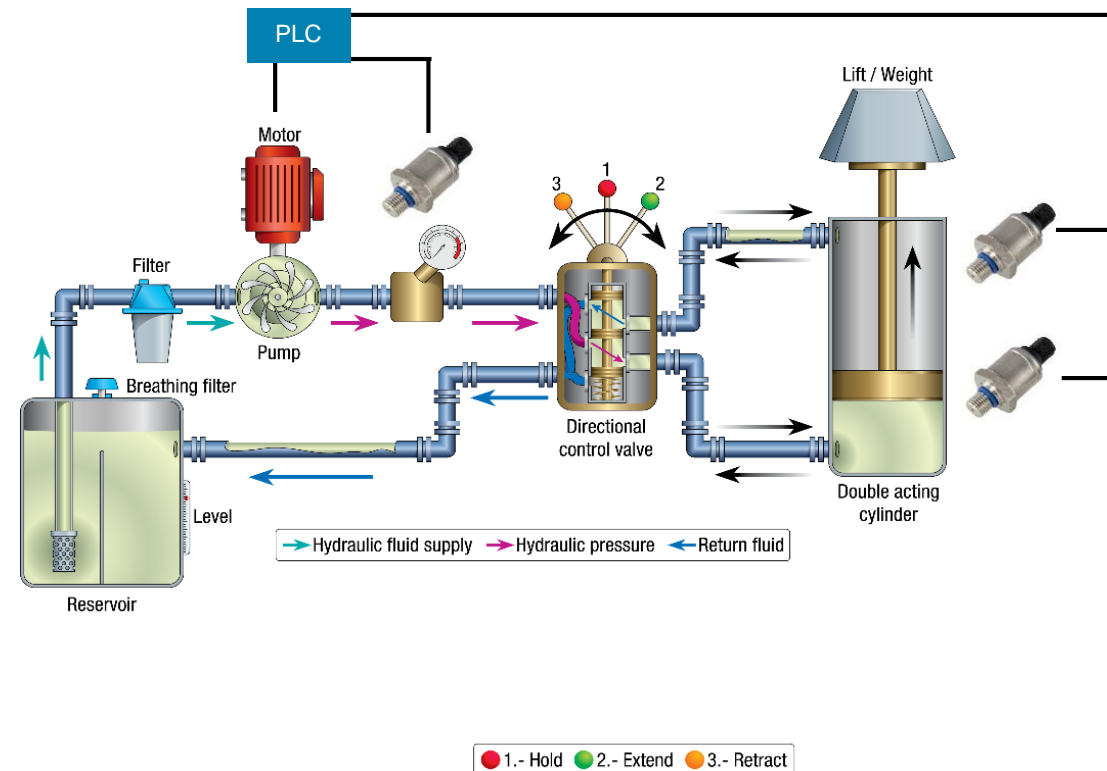 PLC
Lift / Weight
Motor
1
3
2
Filter
Pump
Breathing filter
Directional
control valve
Level
Double acting
cylinder
Hydraulic fluid supply
Hydraulic pressure
Return fluid
Reservoir
1.- Hold
2.- Extend
3.- Retract